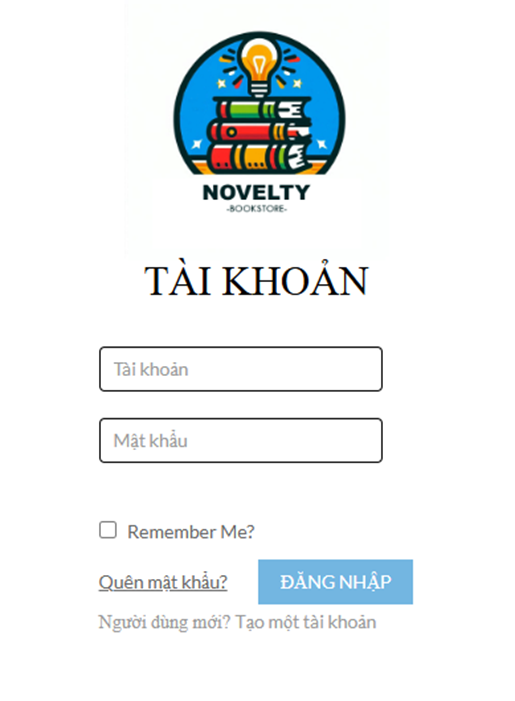 NOVELTY
-BOOKSTORE-
TÀI KHOẢN
Tài khoản
Mật khẩu
Remember Me?
Quên mật khẩu? ĐĂNG NHẬP
Người dùng mới? Tạo một tài khoản